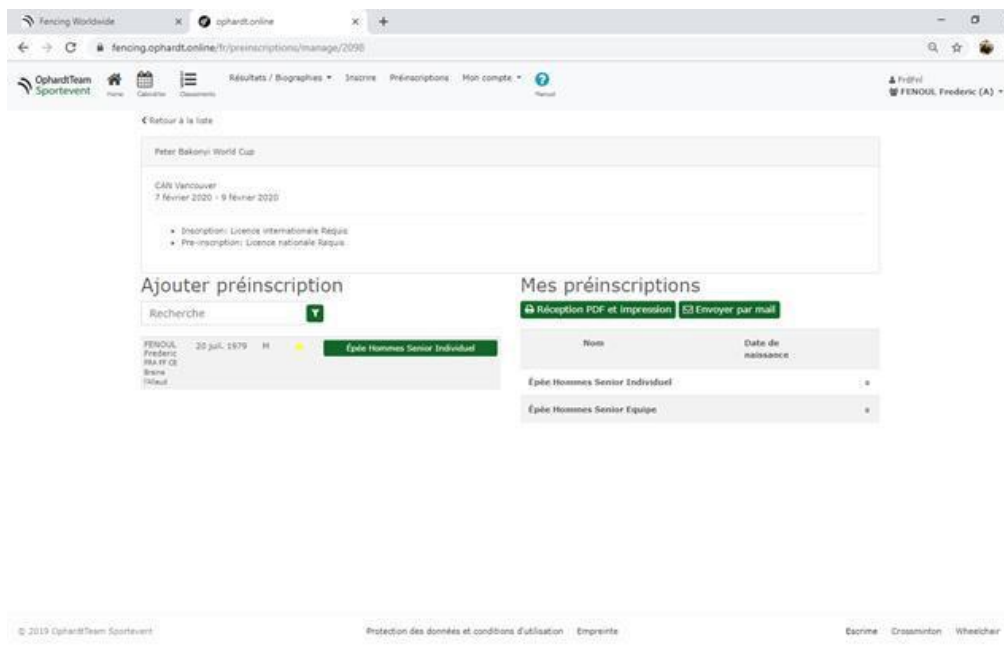 Fencing Worldwide
ophardt.online
fencing.ophardt.online/fr/preinscriptions/manage/2098
OphardtTeam
Sportevent
Home
Calendrier
Classements
Résultats / Biographies
Inscrire
Préinscriptions
Mon compte
Manuel
FENOUL Frederic (A)
Retour à la liste
Peter Bakonyi World Cup
CAN Vancouver
7 février 2020 - 9 février 2020
Inscription: Licence internationale Requis
Pre-inscription: Licence nationale Requis
Ajouter préinscription
Recherche
FENOUL
Frederic
20 juil. 1979
M
Épée Hommes Senior Individuel
Braine
l'Alleud
Mes préinscriptions
Réception PDF et impression
Envoyer par mail
Nom
Date de
naissance
Épée Hommes Senior Individuel
Épée Hommes Senior Equipe
© 2019 OphardtTeam Sportevent
Protection des données et conditions d'utilisation
Empreinte
Escrime
Crossminton
Wheelchair